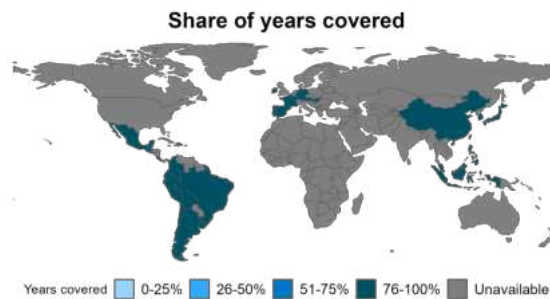 Share of years covered
Years covered 0-25% 26-50% 51-75% 76-100% Unavailable